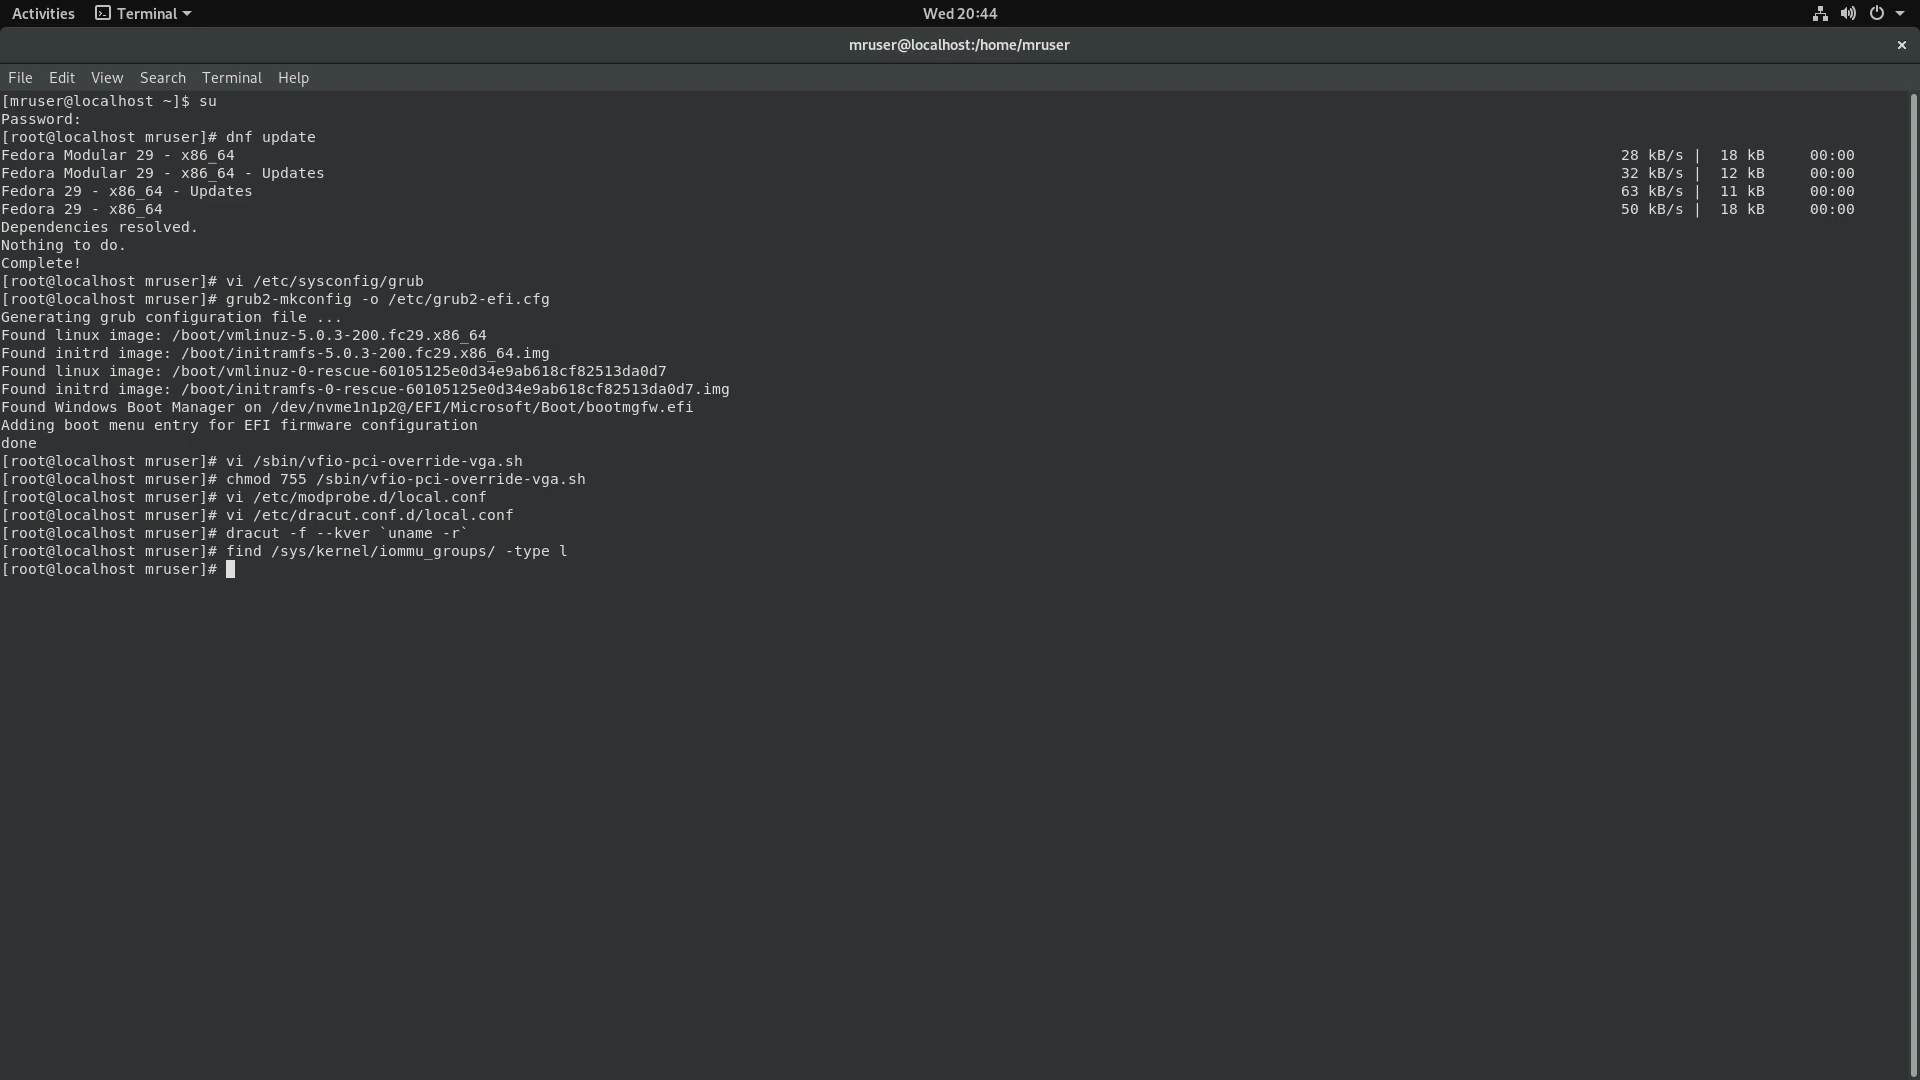 Activities Terminal Wed 20:44
mruser@localhost:/home/mruser ×
File Edit View Search Terminal Help
[mruser@localhost ~]$ su
Password:
[root@localhost mruser]# dnf update
Fedora Modular 29 - x86_64 28 kB/s | 18 kB 00:00
Fedora Modular 29 - x86_64 - Updates 32 kB/s | 12 kB 00:00
Fedora 29 - x86_64 - Updates 63 kB/s | 11 kB 00:00
Fedora 29 - x86_64 50 kB/s | 18 kB 00:00
Dependencies resolved.
Nothing to do.
Complete!
[root@localhost mruser]# vi /etc/sysconfig/grub
[root@localhost mruser]# grub2-mkconfig -o /etc/grub2-efi.cfg
Generating grub configuration file ...
Found linux image: /boot/vmlinuz-5.0.3-200.fc29.x86_64
Found initrd image: /boot/initramfs-5.0.3-200.fc29.x86_64.img
Found linux image: /boot/vmlinuz-0-rescue-60105125e0d34e9ab618cf82513da0d7
Found initrd image: /boot/initramfs-0-rescue-60105125e0d34e9ab618cf82513da0d7.img
Found Windows Boot Manager on /dev/nvme1n1p2@/EFI/Microsoft/Boot/bootmgfw.efi
Adding boot menu entry for EFI firmware configuration
done
[root@localhost mruser]# vi /sbin/vfio-pci-override-vga.sh
[root@localhost mruser]# chmod 755 /sbin/vfio-pci-override-vga.sh
[root@localhost mruser]# vi /etc/modprobe.d/local.conf
[root@localhost mruser]# vi /etc/dracut.conf.d/local.conf
[root@localhost mruser]# dracut -f --kver `uname -r`
[root@localhost mruser]# find /sys/kernel/iommu_groups/ -type l
[root@localhost mruser]#